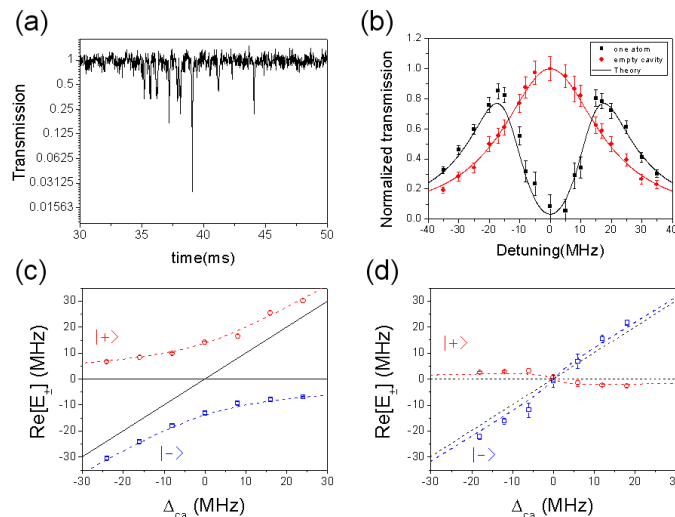 (a)
Transmission
1
0.5
0.25
0.125
0.0625
0.03125
0.01563
30 35 40 45 50
time(ms)
(b)
Normalized transmission
1.2
1.0
0.8
0.6
0.4
0.2
0.0
one atom
empty cavity
Theory
-40 -30 -20 -10 0 10 20 30 40
Detuning(MHz)
(c)
Re[E±] (MHz)
30
20
10
0
-10
-20
-30
|+>
|->
-30 -20 -10 0 10 20 30
Δca (MHz)
(d)
Re[E±] (MHz)
30
20
10
0
-10
-20
-30
|+>
|->
-30 -20 -10 0 10 20 30
Δca (MHz)